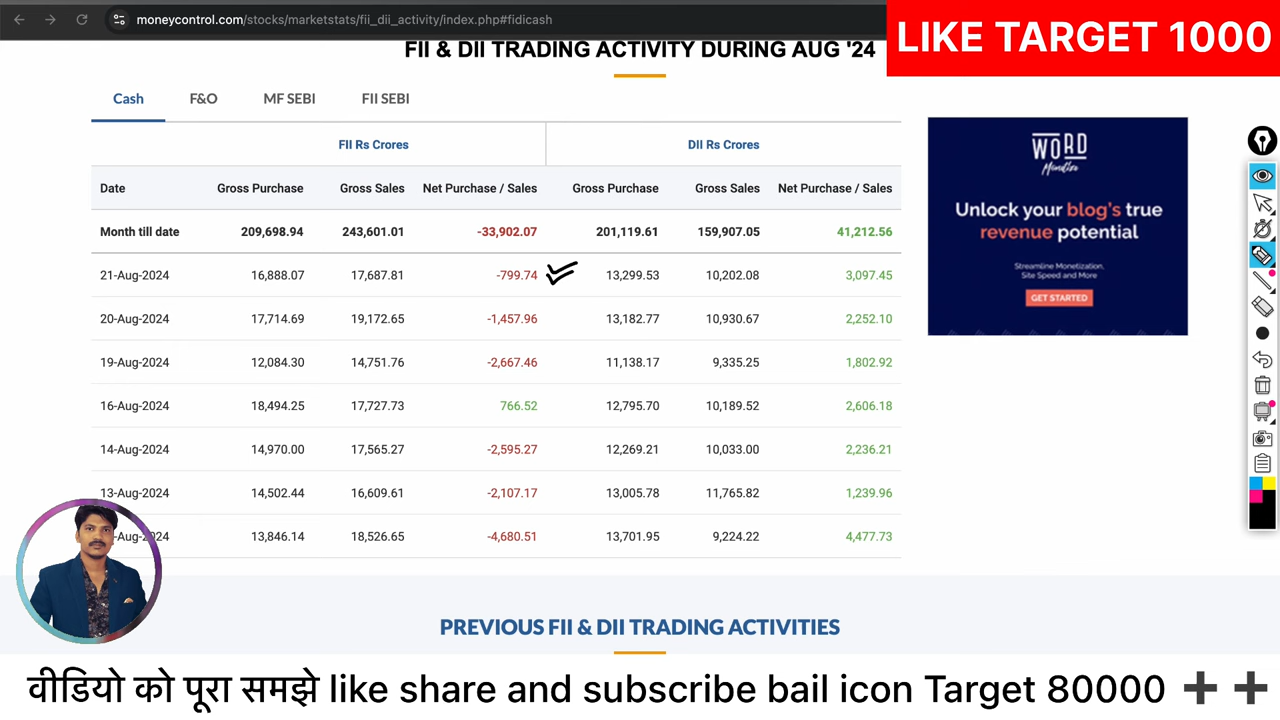 moneycontrol.com/stocks/marketstats/fii_dii_activity/index.php#fidicash
LIKE TARGET 1000
FII & DII TRADING ACTIVITY DURING AUG '24
Cash F&O MF SEBI FII SEBI
FII Rs Crores DII Rs Crores
Date Gross Purchase Gross Sales Net Purchase / Sales Gross Purchase Gross Sales Net Purchase / Sales
Month till date 209,698.94 243,601.01 -33,902.07 201,119.61 159,907.05 41,212.56
21-Aug-2024 16,888.07 17,687.81 -799.74 13,299.53 10,202.08 3,097.45
20-Aug-2024 17,714.69 19,172.65 -1,457.96 13,182.77 10,930.67 2,252.10
19-Aug-2024 12,084.30 14,751.76 -2,667.46 11,138.17 9,335.25 1,802.92
16-Aug-2024 18,494.25 17,727.73 766.52 12,795.70 10,189.52 2,606.18
14-Aug-2024 14,970.00 17,565.27 -2,595.27 12,269.21 10,033.00 2,236.21
13-Aug-2024 14,502.44 16,609.61 -2,107.17 13,005.78 11,765.82 1,239.96
13,846.14 18,526.65 -4,680.51 13,701.95 9,224.22 4,477.73
WORD
Unlock your blog's true
revenue potential
Streamline Monetization,
Site Speed and More
GET STARTED
PREVIOUS FII & DII TRADING ACTIVITIES
वीडियो को पूरा समझे like share and subscribe bail icon Target 80000 ➕ ➕